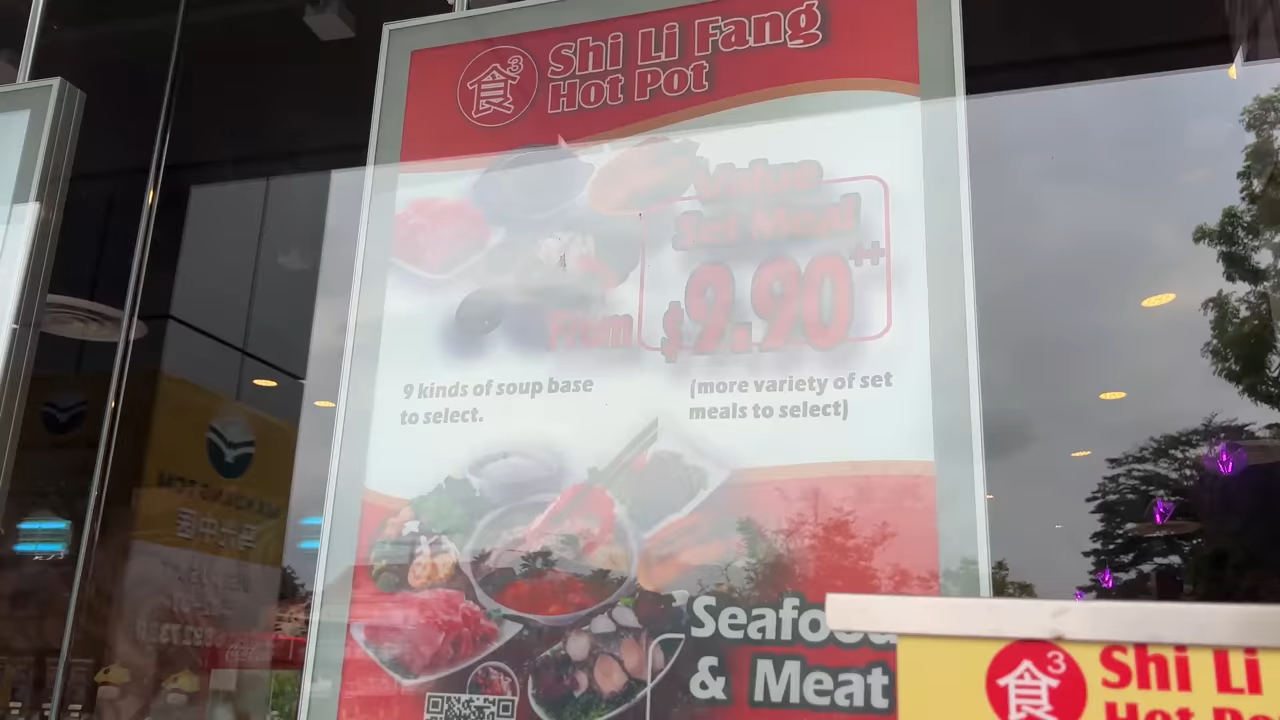 食3
Shi Li Fang
Hot Pot
Value
Set Meal
From $9.90++
9 kinds of soup base
to select.
(more variety of set
meals to select)
Seafood
& Meat
食3
Shi Li
Hot Po